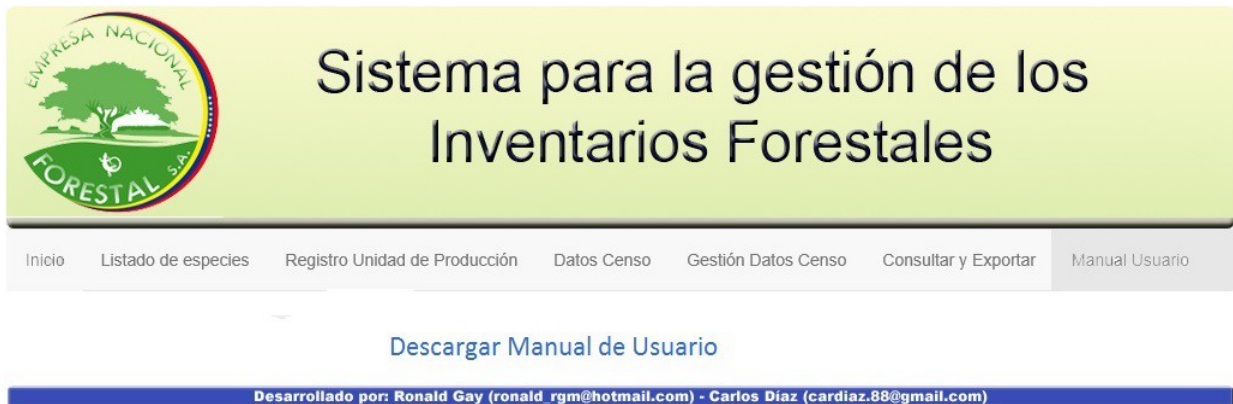 EMPRESA NACIONAL
FORESTAL S.A.
Sistema para la gestión de los
Inventarios Forestales
Inicio Listado de especies Registro Unidad de Producción Datos Censo Gestión Datos Censo Consultar y Exportar Manual Usuario
Descargar Manual de Usuario
Desarrollado por: Ronald Gay (ronald_rgm@hotmail.com) - Carlos Díaz (cardiaz.88@gmail.com)